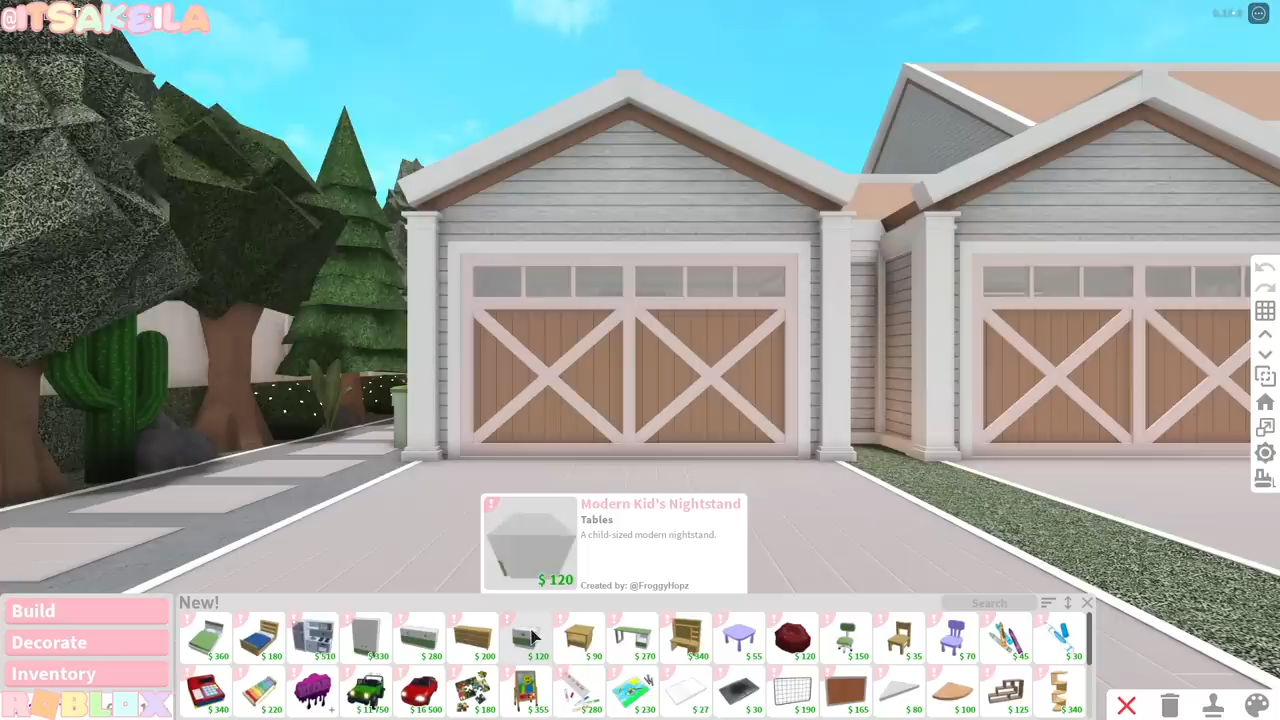 @ITSAKEILA
Modern Kid's Nightstand
Tables
A child-sized modern nightstand.
$ 120
Created by: @FroggyHopz
New!
Search
Build
Decorate
Inventory
ROBLOX
$ 360
$ 180
$ 510
$ 330
$ 280
$ 200
$ 120
$ 90
$ 270
$ 340
$ 55
$ 120
$ 150
$ 35
$ 70
$ 45
$ 30
$ 340
$ 220
$ 11 750
$ 16 500
$ 180
$ 355
$ 280
$ 230
$ 27
$ 30
$ 190
$ 165
$ 80
$ 100
$ 125
$ 340